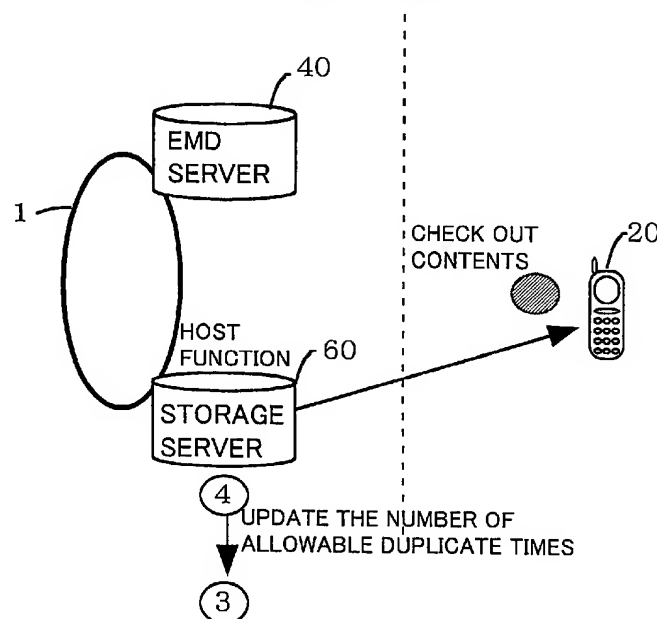 40
EMD
SERVER
1
CHECK OUT
CONTENTS
20
HOST
FUNCTION
60
STORAGE
SERVER
4
UPDATE THE NUMBER OF
ALLOWABLE DUPLICATE TIMES
3